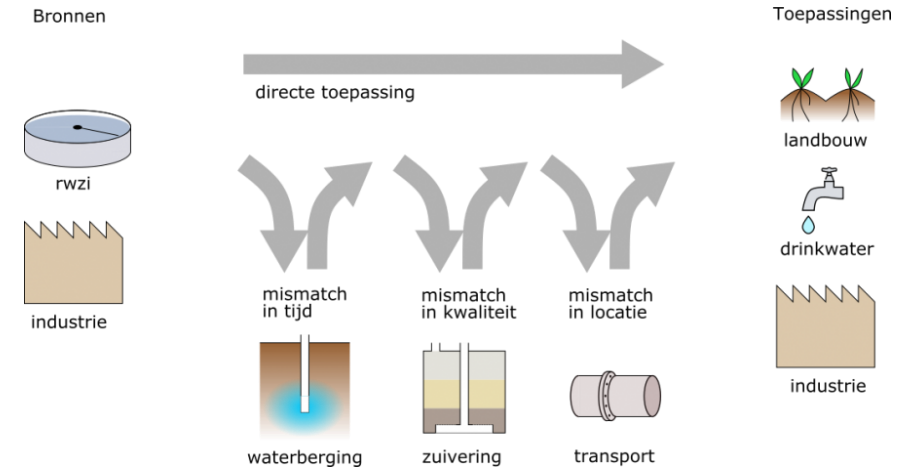 Bronnen
Toepassingen
directe toepassing
rwzi
industrie
landbouw
drinkwater
industrie
mismatch
in tijd
mismatch
in kwaliteit
mismatch
in locatie
waterberging
zuivering
transport